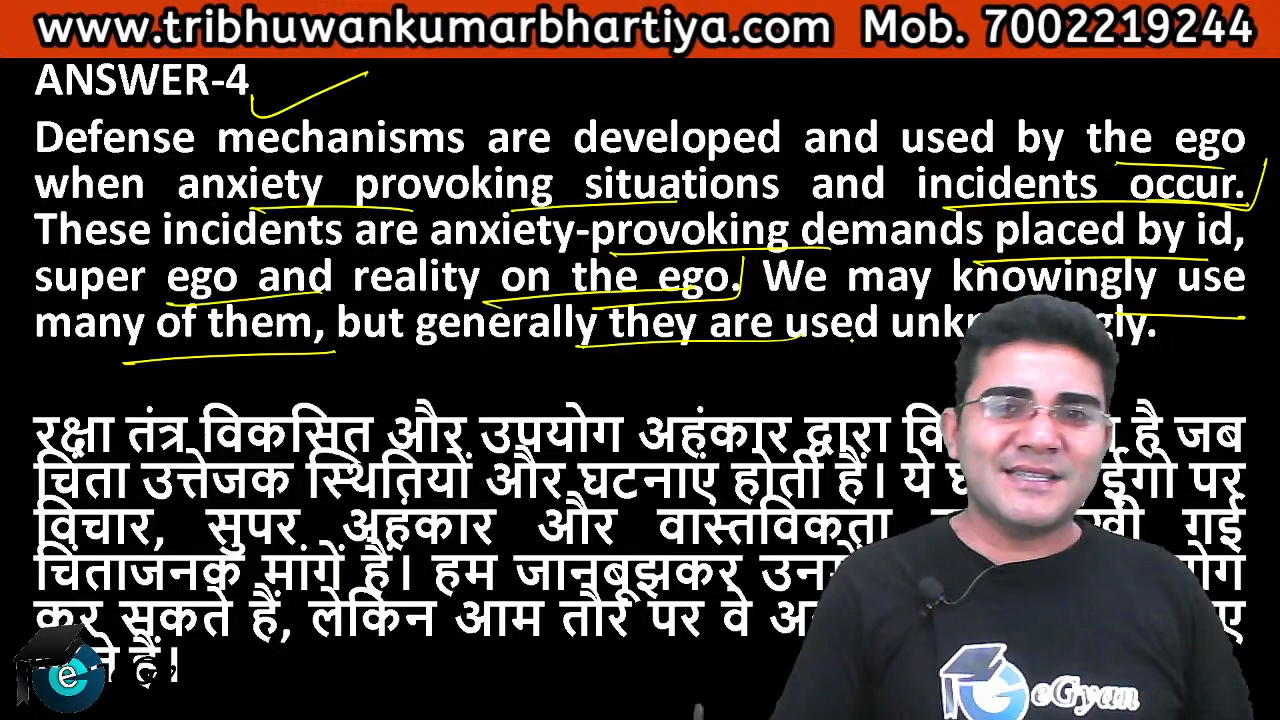 www.tribhuwankumarbhartiya.com Mob. 7002219244
ANSWER-4
Defense mechanisms are developed and used by the ego
when anxiety provoking situations and incidents occur.
These incidents are anxiety-provoking demands placed by id,
super ego and reality on the ego. We may knowingly use
many of them, but generally they are used
रक्षा तंत्र विकसित और उपयोग अहंकार द्वारा है जब
चिंता उत्तेजक स्थितियों और घटनाएं होती हैं। ये पर
विचार, सुपर अहंकार और वास्तविकता गई
चिंताजनक मांगें हैं। हम जानबूझकर
कर सकते हैं, लेकिन आम तौर पर वे
हैं।
e
eGyan